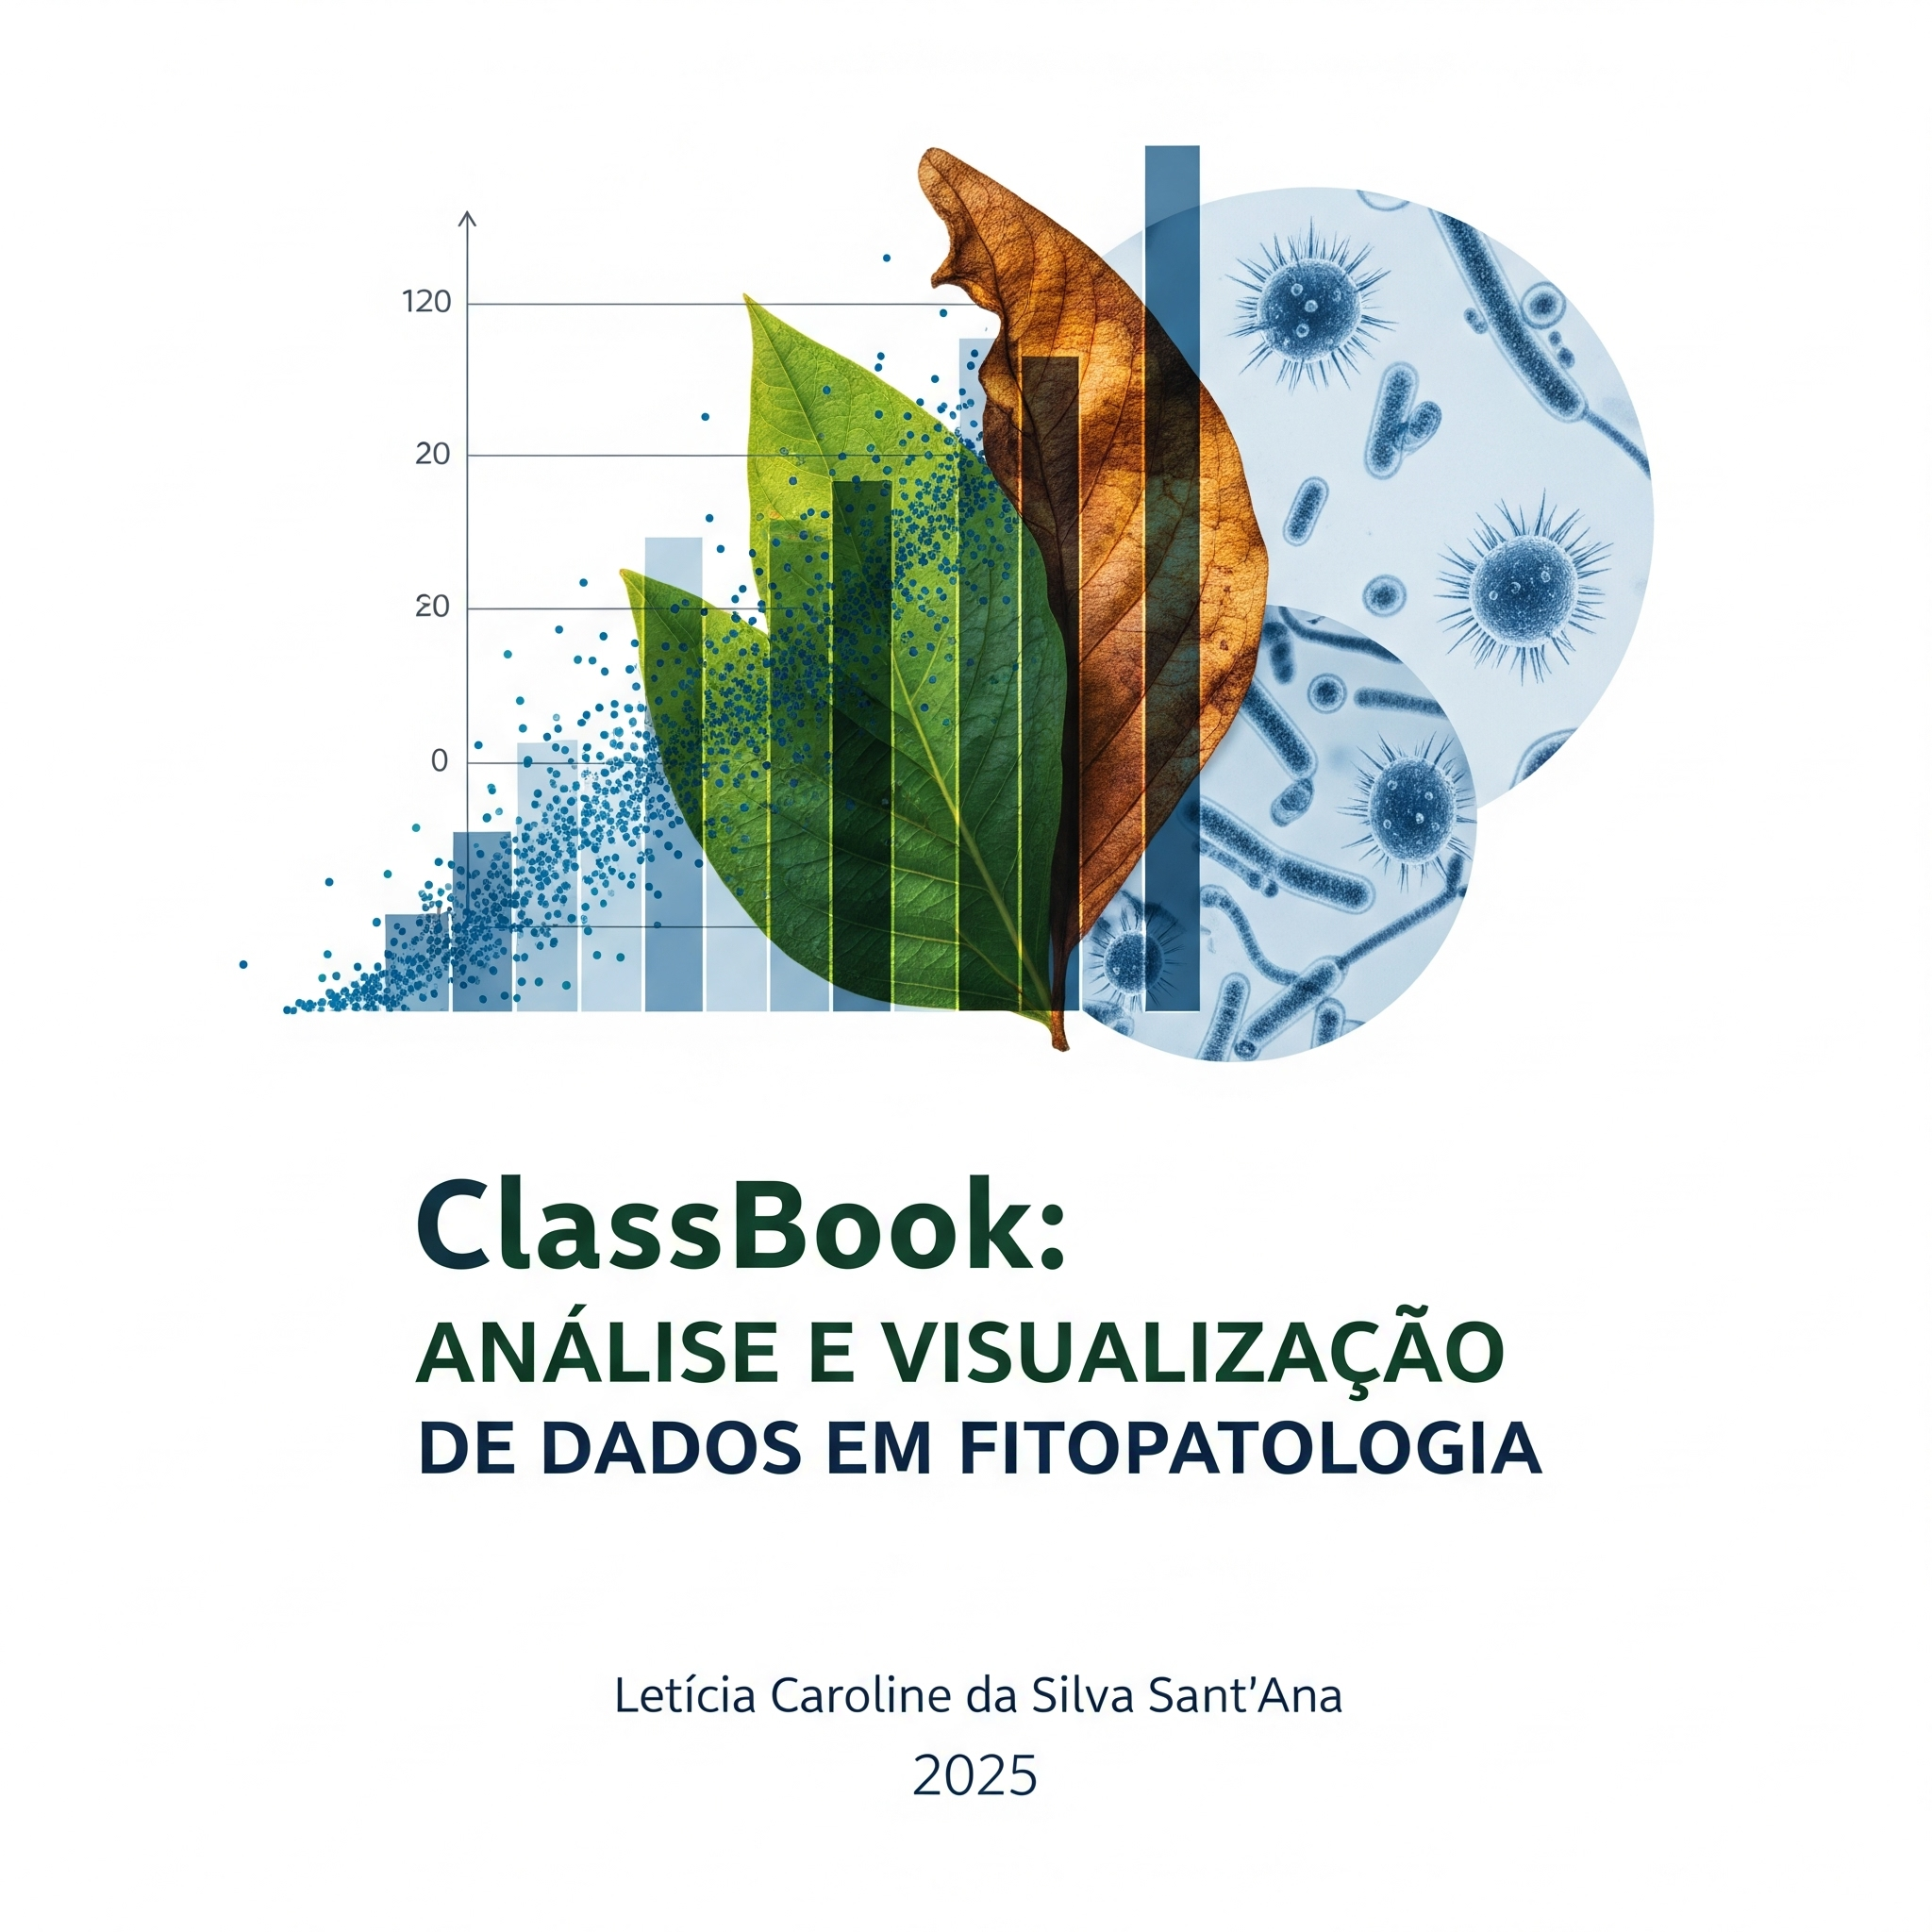 120
20
20
0
ClassBook:
ANÁLISE E VISUALIZAÇÃO
DE DADOS EM FITOPATOLOGIA
Letícia Caroline da Silva Sant’Ana
2025